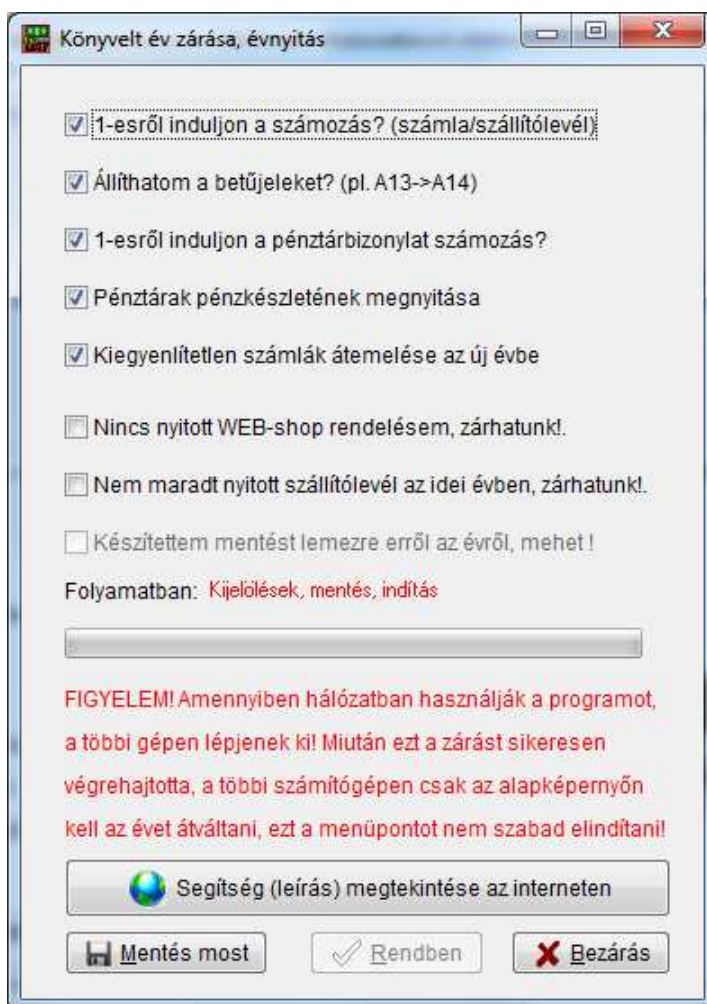 Könyvelt év zárása, évnyitás
1-esről induljon a számozás? (számla/szállítólevél)
Állíthatom a betűjeleket? (pl. A13->A14)
1-esről induljon a pénztárbizonylat számozás?
Pénztárak pénzkészletének megnyitása
Kiegyenlítetlen számlák átemelése az új évbe
Nincs nyitott WEB-shop rendelésem, zárhatunk!.
Nem maradt nyitott szállítólevél az idei évben, zárhatunk!.
Készítettem mentést lemezre erről az évről, mehet !
Folyamatban: Kijelölések, mentés, indítás
FIGYELEM! Amennyiben hálózatban használják a programot,
a többi gépen lépjenek ki! Miután ezt a zárást sikeresen
végrehajtotta, a többi számítógépen csak az alapképernyőn
kell az évet átváltani, ezt a menüpontot nem szabad elindítani!
Segítség (leírás) megtekintése az interneten
Mentés most Rendben Bezárás